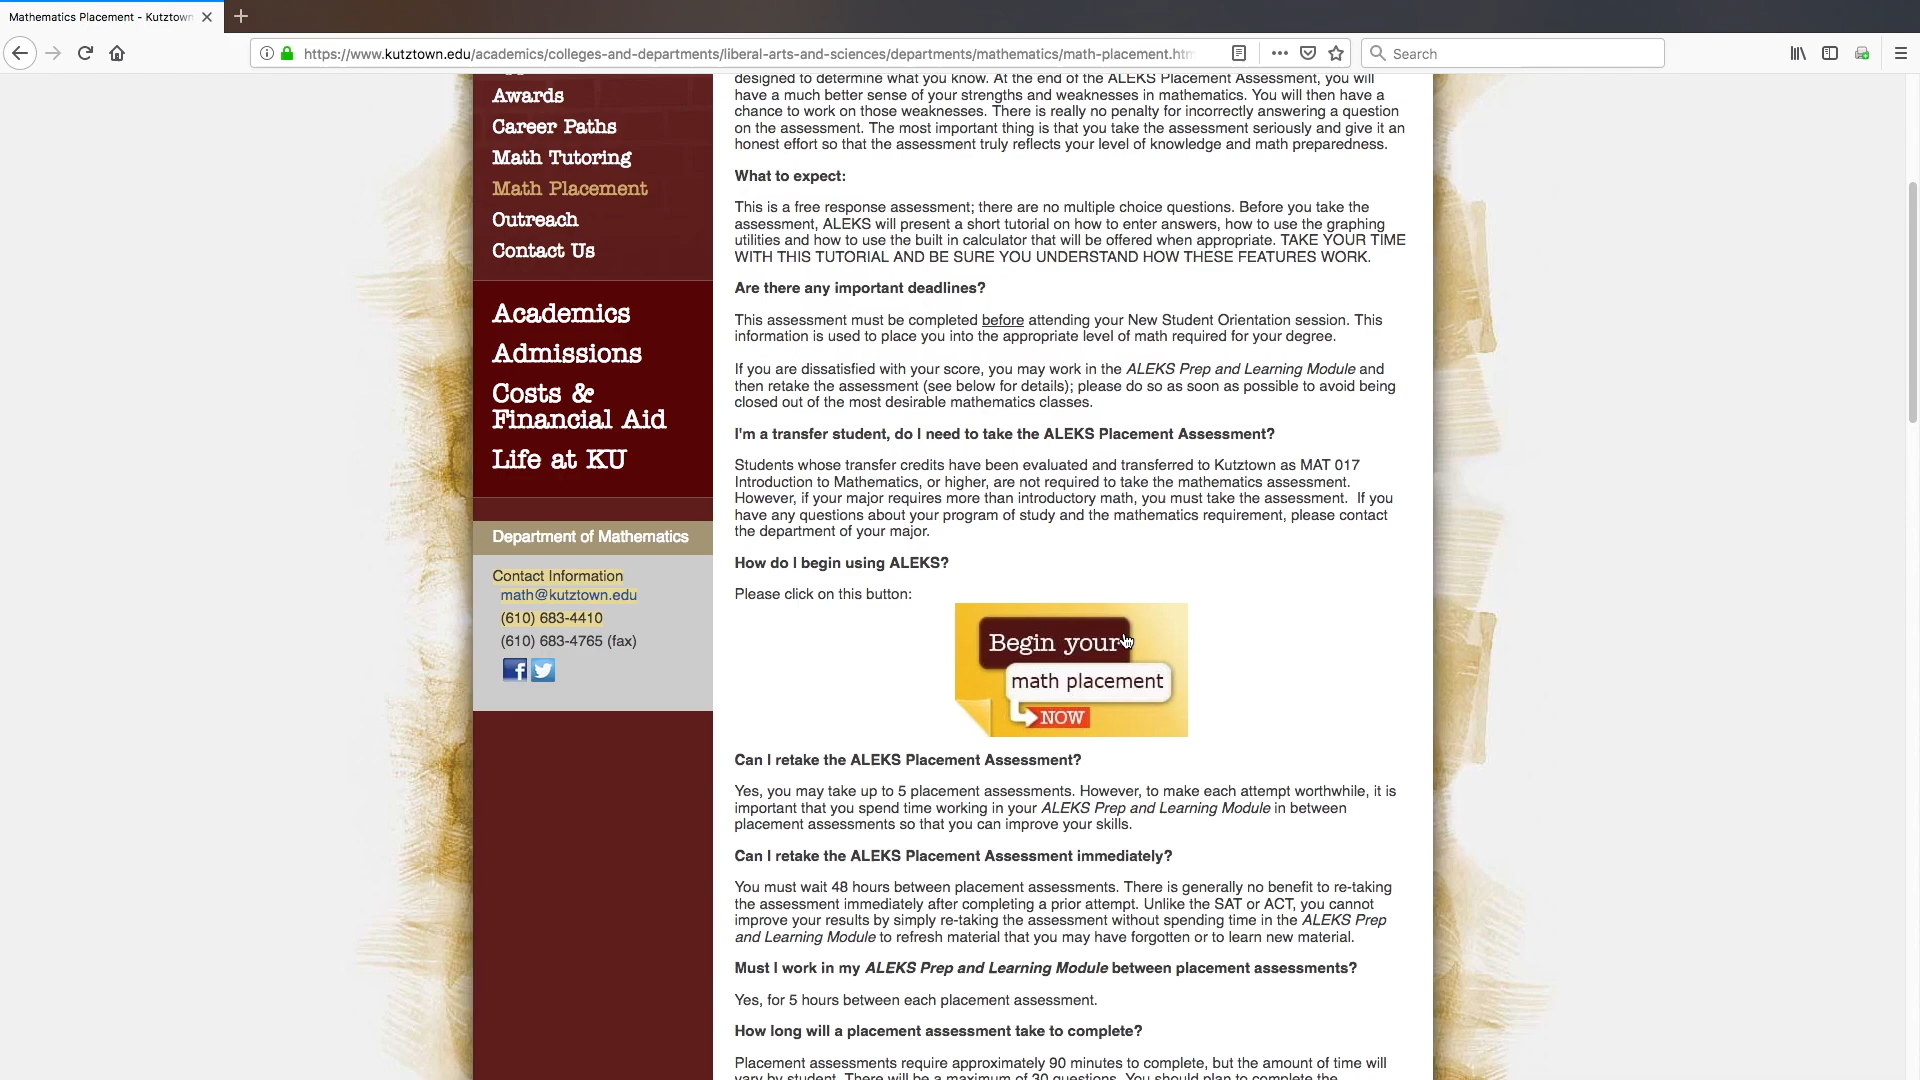 Mathematics Placement - Kutztown
https://www.kutztown.edu/academics/colleges-and-departments/liberal-arts-and-sciences/departments/mathematics/math-placement.htm
Search
Awards
Career Paths
Math Tutoring
Math Placement
Outreach
Contact Us
Academics
Admissions
Costs &
Financial Aid
Life at KU
Department of Mathematics
Contact Information
math@kutztown.edu
(610) 683-4410
(610) 683-4765 (fax)
designed to determine what you know. At the end of the ALEKS Placement Assessment, you will
have a much better sense of your strengths and weaknesses in mathematics. You will then have a
chance to work on those weaknesses. There is really no penalty for incorrectly answering a question
on the assessment. The most important thing is that you take the assessment seriously and give it an
honest effort so that the assessment truly reflects your level of knowledge and math preparedness.
What to expect:
This is a free response assessment; there are no multiple choice questions. Before you take the
assessment, ALEKS will present a short tutorial on how to enter answers, how to use the graphing
utilities and how to use the built in calculator that will be offered when appropriate. TAKE YOUR TIME
WITH THIS TUTORIAL AND BE SURE YOU UNDERSTAND HOW THESE FEATURES WORK.
Are there any important deadlines?
This assessment must be completed before attending your New Student Orientation session. This
information is used to place you into the appropriate level of math required for your degree.
If you are dissatisfied with your score, you may work in the ALEKS Prep and Learning Module and
then retake the assessment (see below for details); please do so as soon as possible to avoid being
closed out of the most desirable mathematics classes.
I'm a transfer student, do I need to take the ALEKS Placement Assessment?
Students whose transfer credits have been evaluated and transferred to Kutztown as MAT 017
Introduction to Mathematics, or higher, are not required to take the mathematics assessment.
However, if your major requires more than introductory math, you must take the assessment. If you
have any questions about your program of study and the mathematics requirement, please contact
the department of your major.
How do I begin using ALEKS?
Please click on this button:
Begin your
math placement
NOW
Can I retake the ALEKS Placement Assessment?
Yes, you may take up to 5 placement assessments. However, to make each attempt worthwhile, it is
important that you spend time working in your ALEKS Prep and Learning Module in between
placement assessments so that you can improve your skills.
Can I retake the ALEKS Placement Assessment immediately?
You must wait 48 hours between placement assessments. There is generally no benefit to re-taking
the assessment immediately after completing a prior attempt. Unlike the SAT or ACT, you cannot
improve your results by simply re-taking the assessment without spending time in the ALEKS Prep
and Learning Module to refresh material that you may have forgotten or to learn new material.
Must I work in my ALEKS Prep and Learning Module between placement assessments?
Yes, for 5 hours between each placement assessment.
How long will a placement assessment take to complete?
Placement assessments require approximately 90 minutes to complete, but the amount of time will
vary by student. There will be a maximum of 30 questions. You should plan to complete the